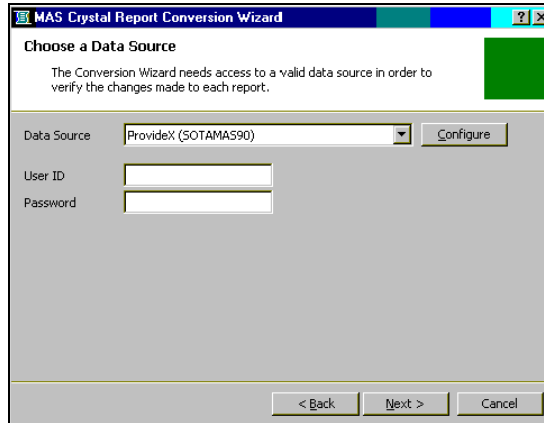 MAS Crystal Report Conversion Wizard
Choose a Data Source
The Conversion Wizard needs access to a valid data source in order to
verify the changes made to each report.
Data Source ProvideX (SOTAMAS90) Configure
User ID
Password
< Back Next > Cancel